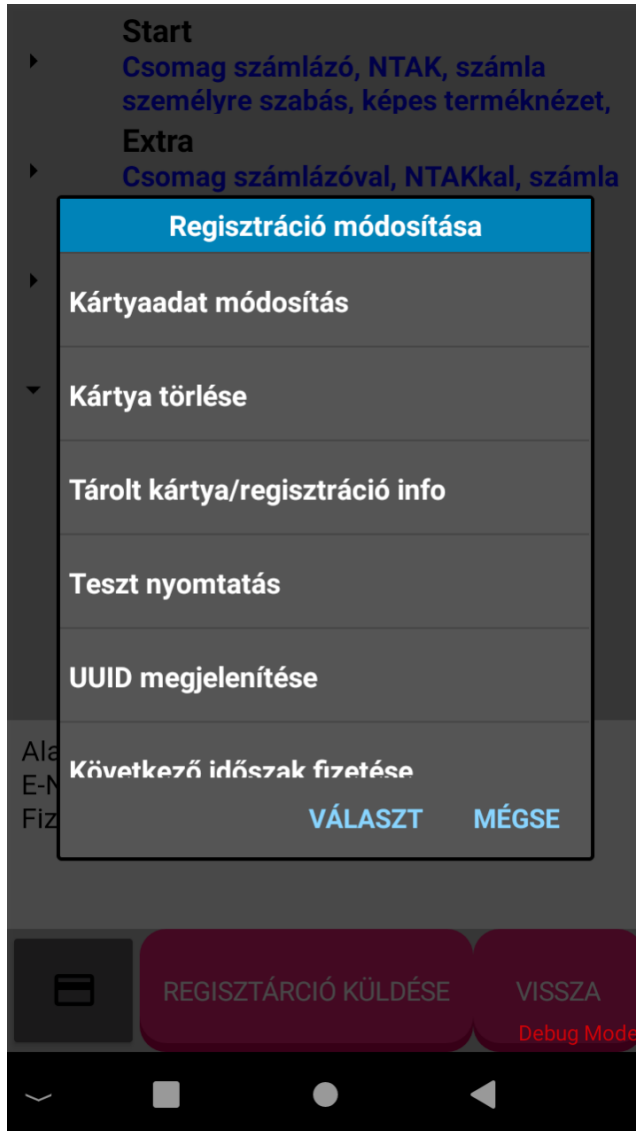 Start
Csomag számlázó, NTAK, számla
személyre szabás, képes terméknézet,
Extra
Csomag számlázóval, NTAKkal, számla
Regisztráció módosítása
Kártyaadat módosítás
Kártya törlése
Tárolt kártya/regisztráció info
Teszt nyomtatás
UUID megjelenítése
Következő időszak fizetése
Ala
E-N
Fiz
VÁLASZT MÉGSE
REGISZTÁRCIÓ KÜLDÉSE VISSZA
Debug Mode